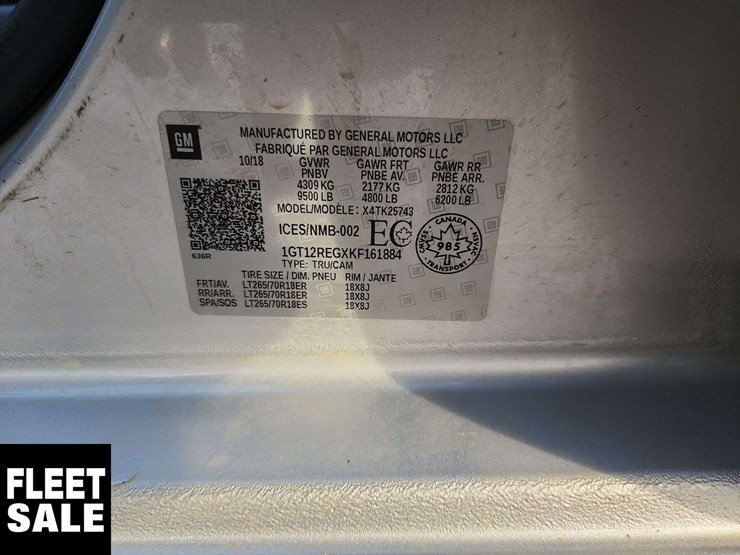 GM
MANUFACTURED BY GENERAL MOTORS LLC
FABRIQUÉ PAR GENERAL MOTORS LLC
10/18 GVWR GAWR FRT GAWR RR
PNBV PNBE AV. PNBE ARR.
4309 KG 2177 KG 2812 KG
9500 LB 4800 LB 6200 LB
MODEL/MODÈLE: X4TK25743
ICES/NMB-002 EC
CANADA
985
TRANSPORT
CMVSS
NSVAC
636R
1GT12REGXKF161884
TYPE: TRU/CAM
TIRE SIZE / DIM. PNEU RIM / JANTE
FRT/AV. LT265/70R18ER 18X8J
RR/ARR. LT265/70R18ER 18X8J
SPA/SOS LT265/70R18ES 18X8J
FLEET
SALE